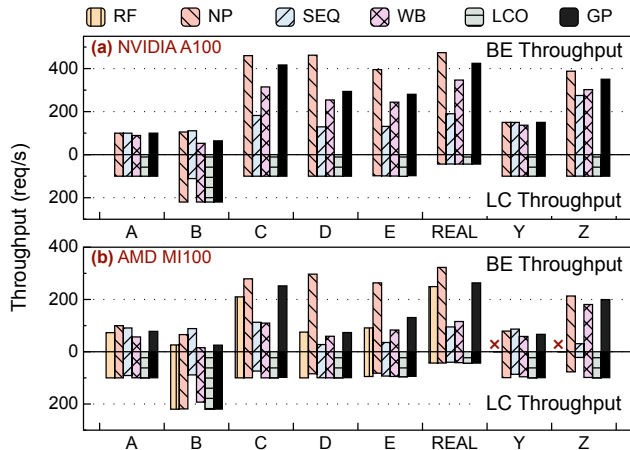 RF NP SEQ WB LCO GP
(a) NVIDIA A100 BE Throughput
400
200
0
200
LC Throughput
A B C D E REAL Y Z
Throughput (req/s)
400
(b) AMD MI100 BE Throughput
200
0
200
LC Throughput
A B C D E REAL Y Z